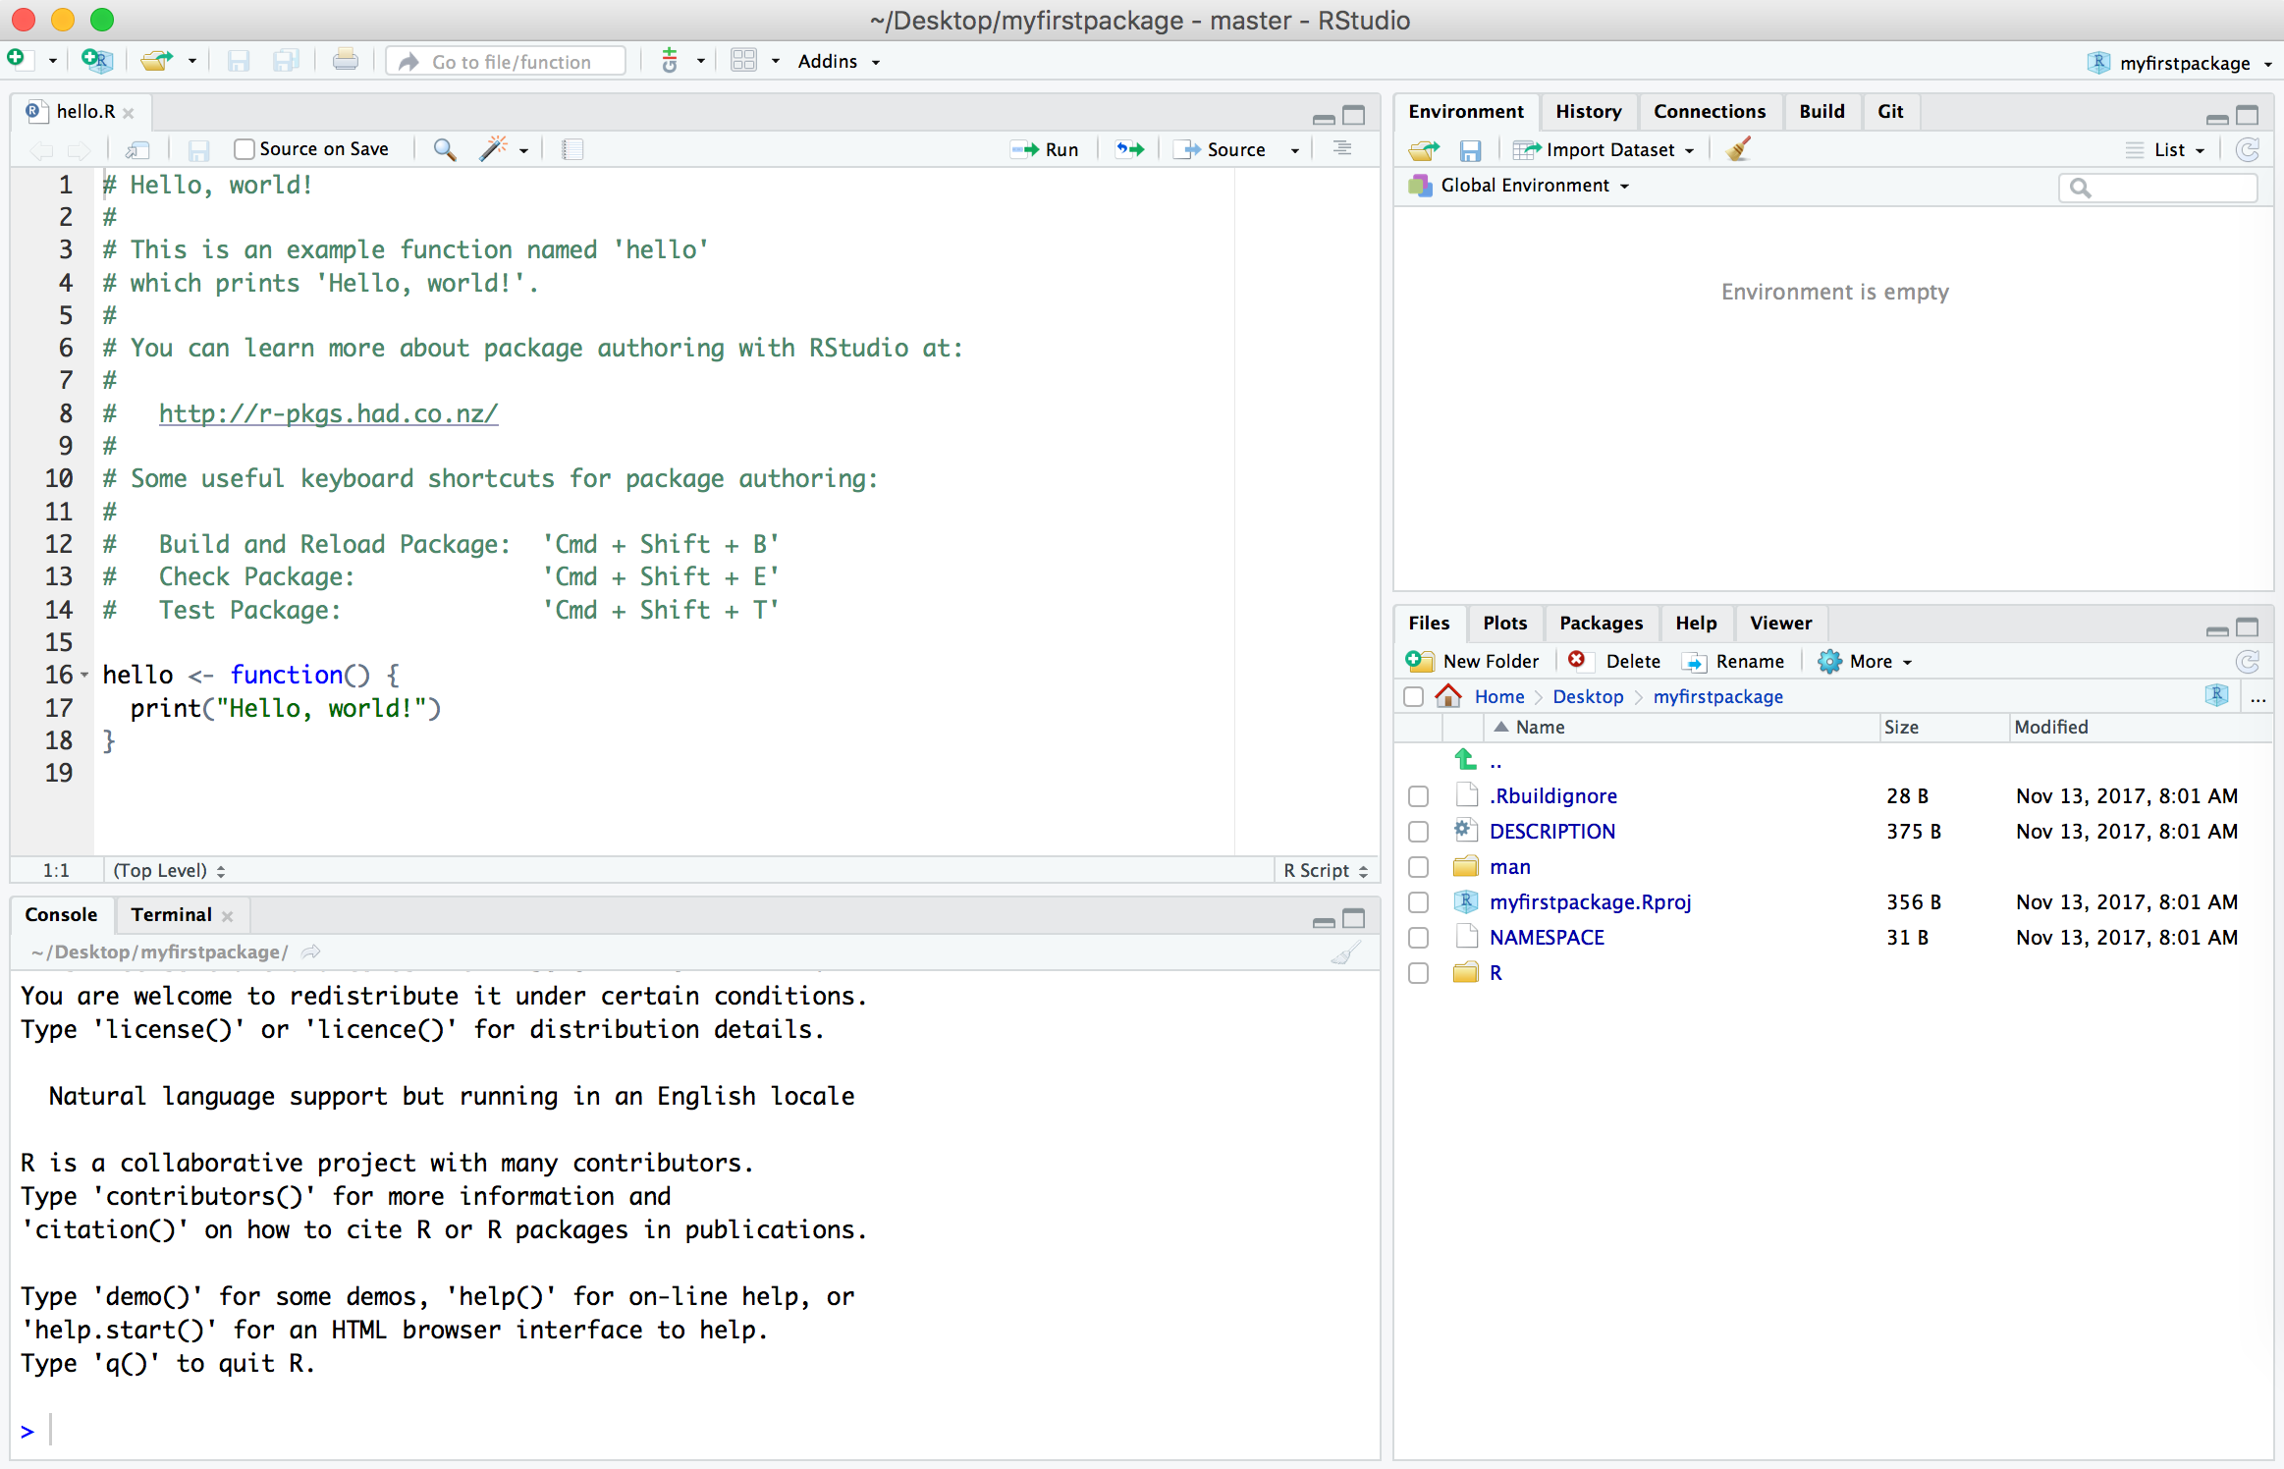 ~/Desktop/myfirstpackage - master - RStudio
Go to file/function
Addins
myfirstpackage
hello.R
Source on Save
Run
Source
1 # Hello, world!
2 #
3 # This is an example function named 'hello'
4 # which prints 'Hello, world!'.
5 #
6 # You can learn more about package authoring with RStudio at:
7 #
8 #   http://r-pkgs.had.co.nz/
9 #
10 # Some useful keyboard shortcuts for package authoring:
11 #
12 #   Build and Reload Package:  'Cmd + Shift + B'
13 #   Check Package:             'Cmd + Shift + E'
14 #   Test Package:              'Cmd + Shift + T'
15
16 hello <- function() {
17   print("Hello, world!")
18 }
19
1:1 (Top Level) R Script
Console Terminal
~/Desktop/myfirstpackage/
You are welcome to redistribute it under certain conditions.
Type 'license()' or 'licence()' for distribution details.
  Natural language support but running in an English locale
R is a collaborative project with many contributors.
Type 'contributors()' for more information and
'citation()' on how to cite R or R packages in publications.
Type 'demo()' for some demos, 'help()' for on-line help, or
'help.start()' for an HTML browser interface to help.
Type 'q()' to quit R.
>
Environment History Connections Build Git
Import Dataset List
Global Environment
Environment is empty
Files Plots Packages Help Viewer
New Folder Delete Rename More
Home Desktop myfirstpackage ...
Name Size Modified
..
.Rbuildignore 28 B Nov 13, 2017, 8:01 AM
DESCRIPTION 375 B Nov 13, 2017, 8:01 AM
man
myfirstpackage.Rproj 356 B Nov 13, 2017, 8:01 AM
NAMESPACE 31 B Nov 13, 2017, 8:01 AM
R